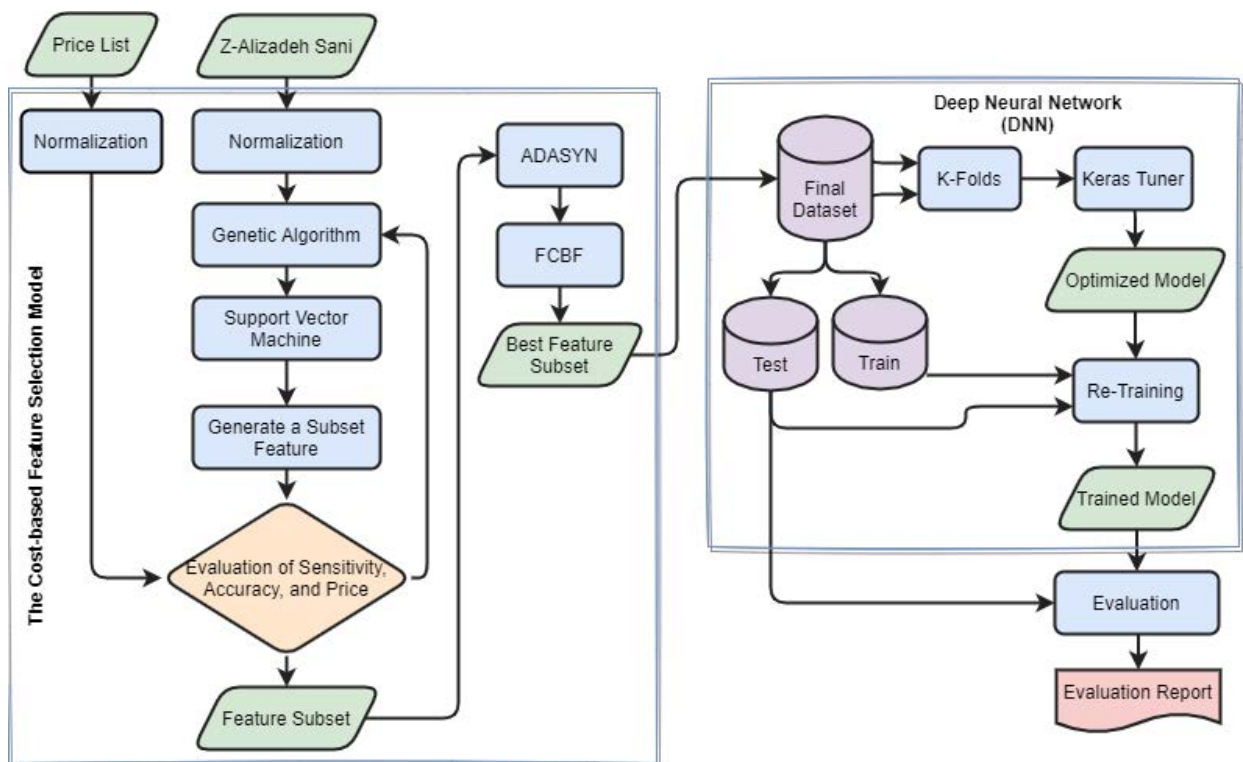 Price List
Z-Alizadeh Sani
Normalization
Normalization
Genetic Algorithm
Support Vector
Machine
Generate a Subset
Feature
Evaluation of Sensitivity,
Accuracy, and Price
Feature Subset
The Cost-based Feature Selection Model
ADASYN
FCBF
Best Feature
Subset
Deep Neural Network
(DNN)
Final
Dataset
K-Folds
Keras Tuner
Optimized Model
Test
Train
Re-Training
Trained Model
Evaluation
Evaluation Report